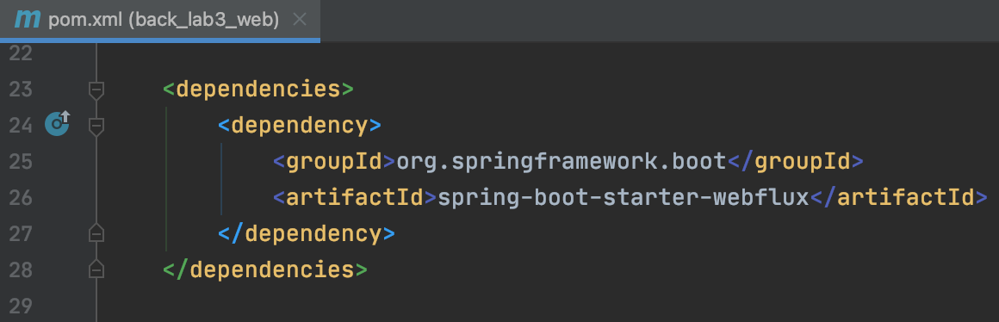 pom.xml (back_lab3_web)
22
23 <dependencies>
24 <dependency>
25 <groupId>org.springframework.boot</groupId>
26 <artifactId>spring-boot-starter-webflux</artifactId>
27 </dependency>
28 </dependencies>
29